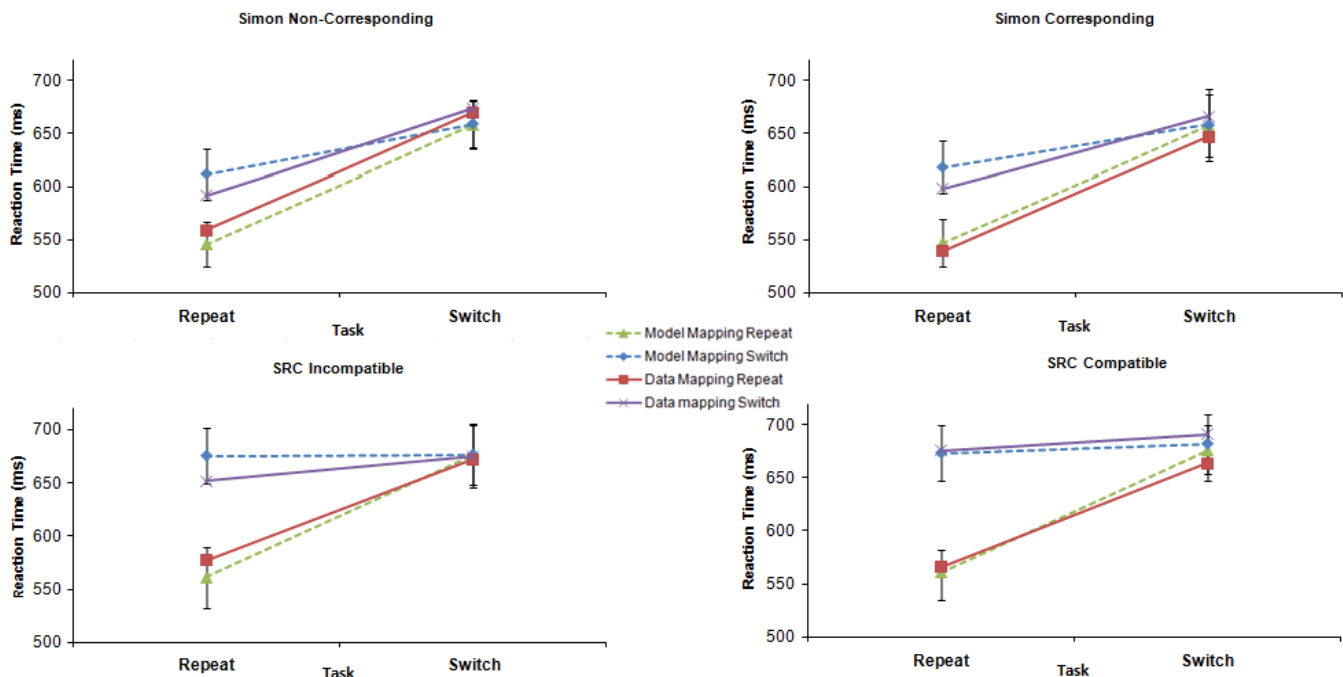 Simon Non-Corresponding
Reaction Time (ms)
700
650
600
550
500
Repeat
Task
Switch
Simon Corresponding
Reaction Time (ms)
700
650
600
550
500
Repeat
Task
Switch
Model Mapping Repeat
Model Mapping Switch
Data Mapping Repeat
Data mapping Switch
SRC Incompatible
Reaction Time (ms)
700
650
600
550
500
Repeat
Task
Switch
SRC Compatible
Reaction Time (ms)
700
650
600
550
500
Repeat
Task
Switch